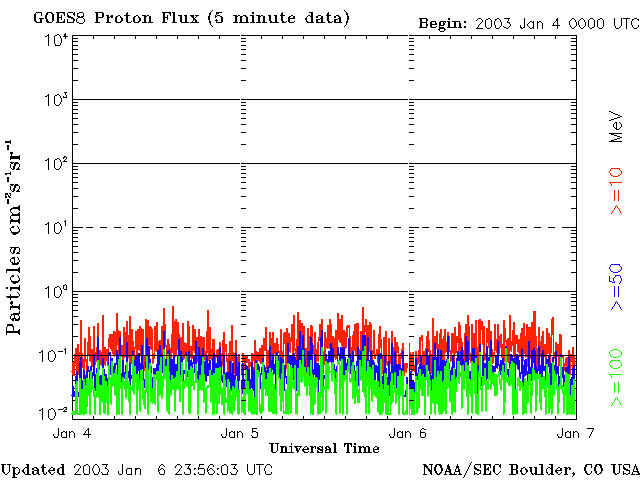 GOES8 Proton Flux (5 minute data)
Begin: 2003 Jan 4 0000 UTC
10⁴
10³
10²
10¹
10⁰
10⁻¹
10⁻²
Particles cm⁻²s⁻¹sr⁻¹
MeV
>=10
>=50
>=100
Jan 4
Jan 5
Jan 6
Jan 7
Universal Time
Updated 2003 Jan 6 23:56:03 UTC
NOAA/SEC Boulder, CO USA